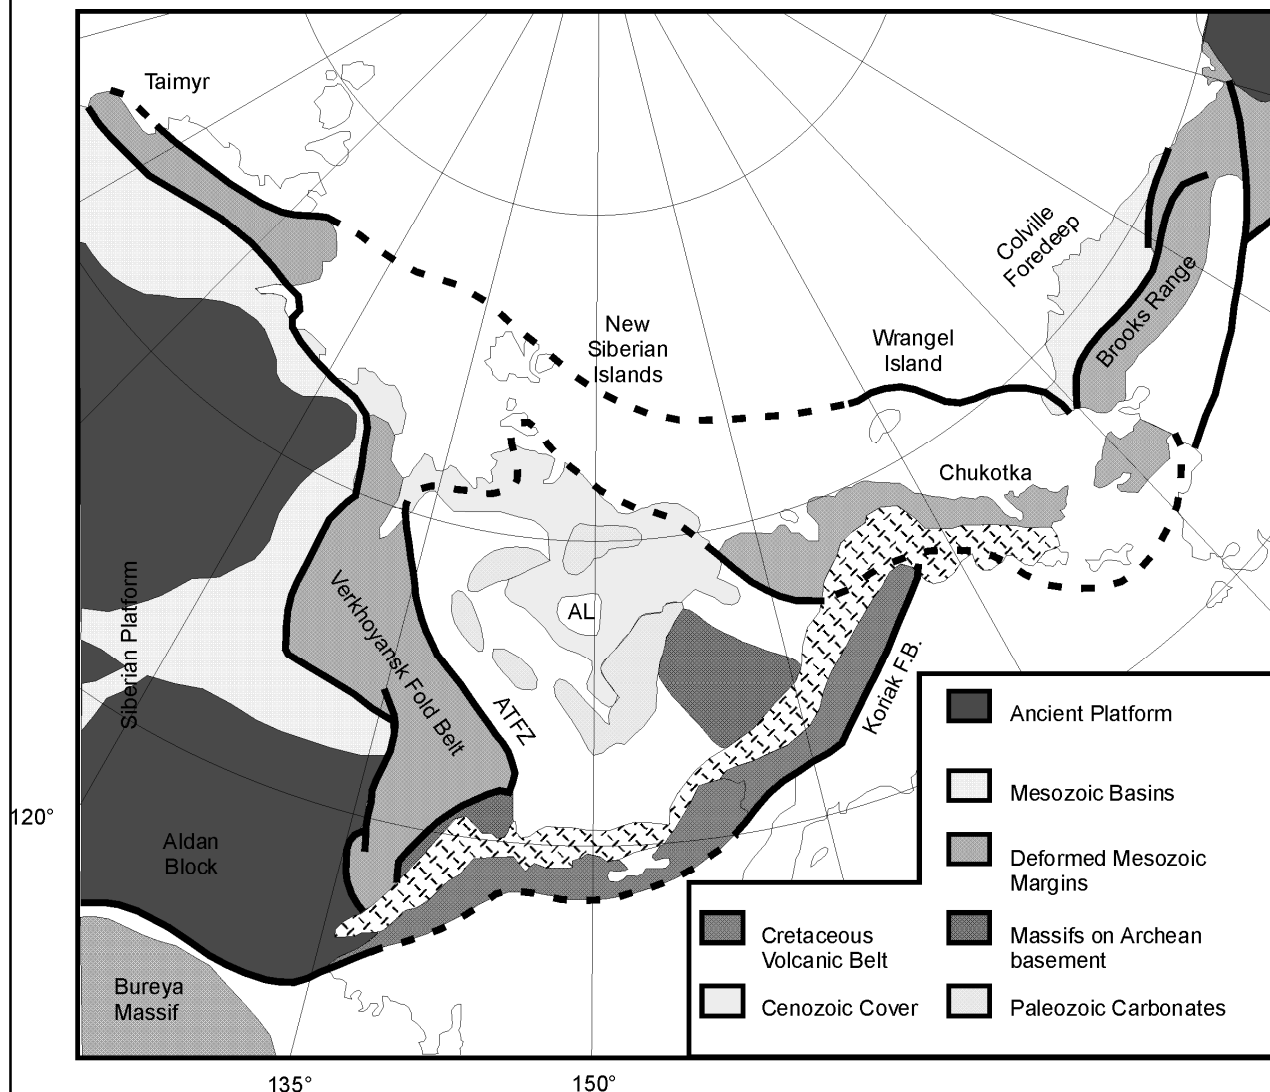 Taimyr
Colville
Foredeep
New
Siberian
Islands
Wrangel
Island
Brooks Range
Chukotka
Siberian Platform
Verkhoyansk Fold Belt
AL
ATFZ
Koriak F.B.
Aldan
Block
Bureya
Massif
120°
135°
150°
Ancient Platform
Mesozoic Basins
Deformed Mesozoic
Margins
Cretaceous
Volcanic Belt
Massifs on Archean
basement
Cenozoic Cover
Paleozoic Carbonates